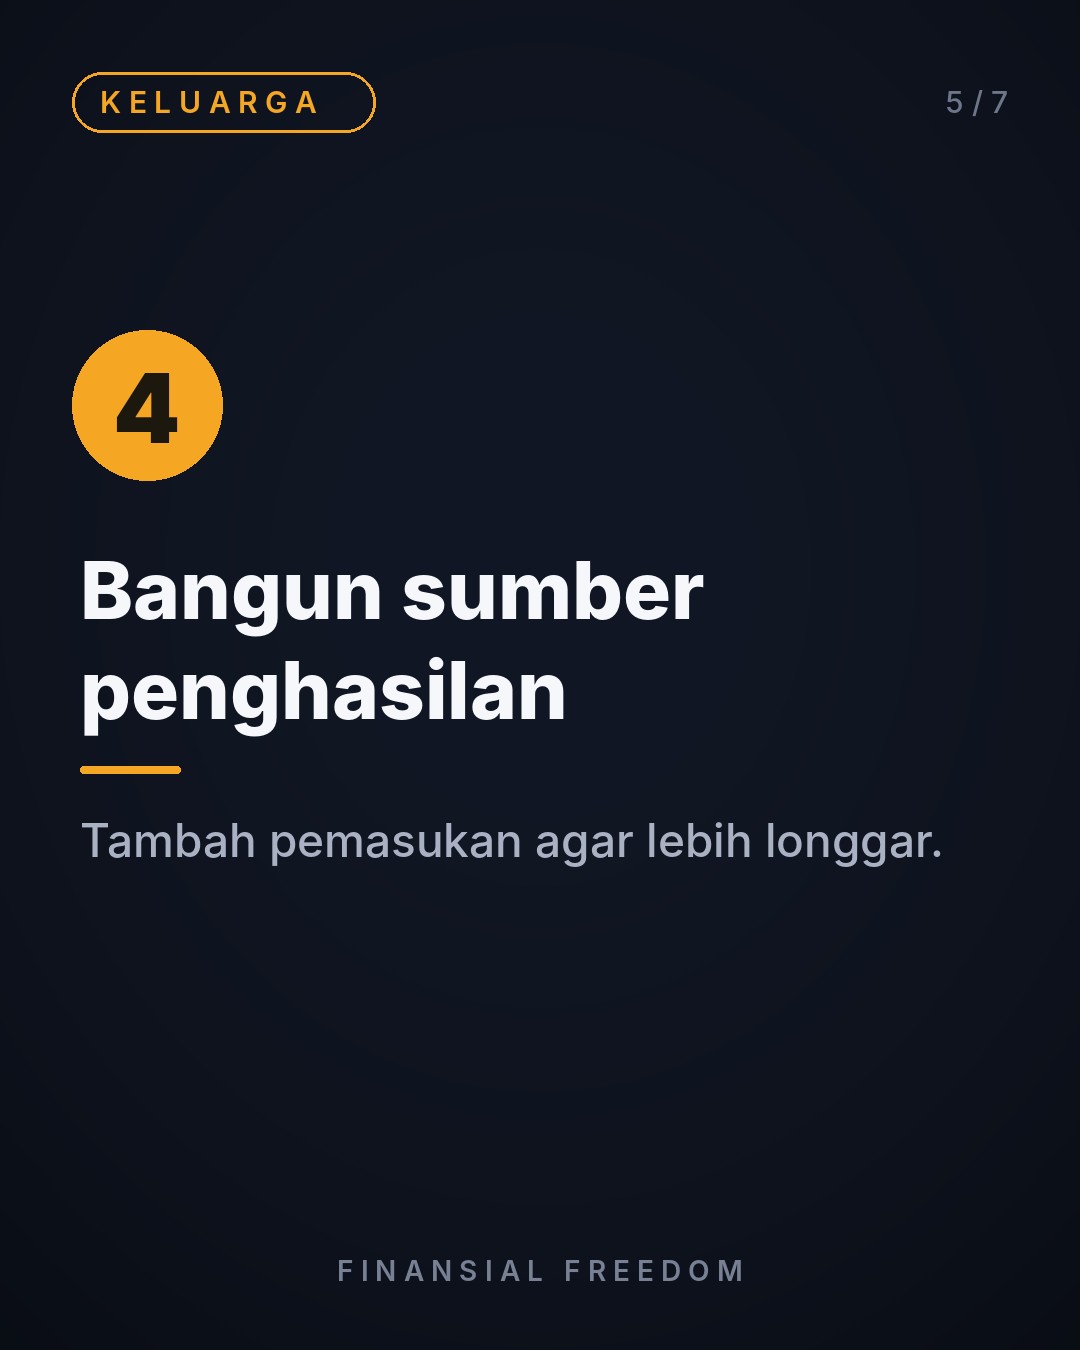 KELUARGA
5/7
4
Bangun sumber
penghasilan
Tambah pemasukan agar lebih longgar.
FINANSIAL FREEDOM